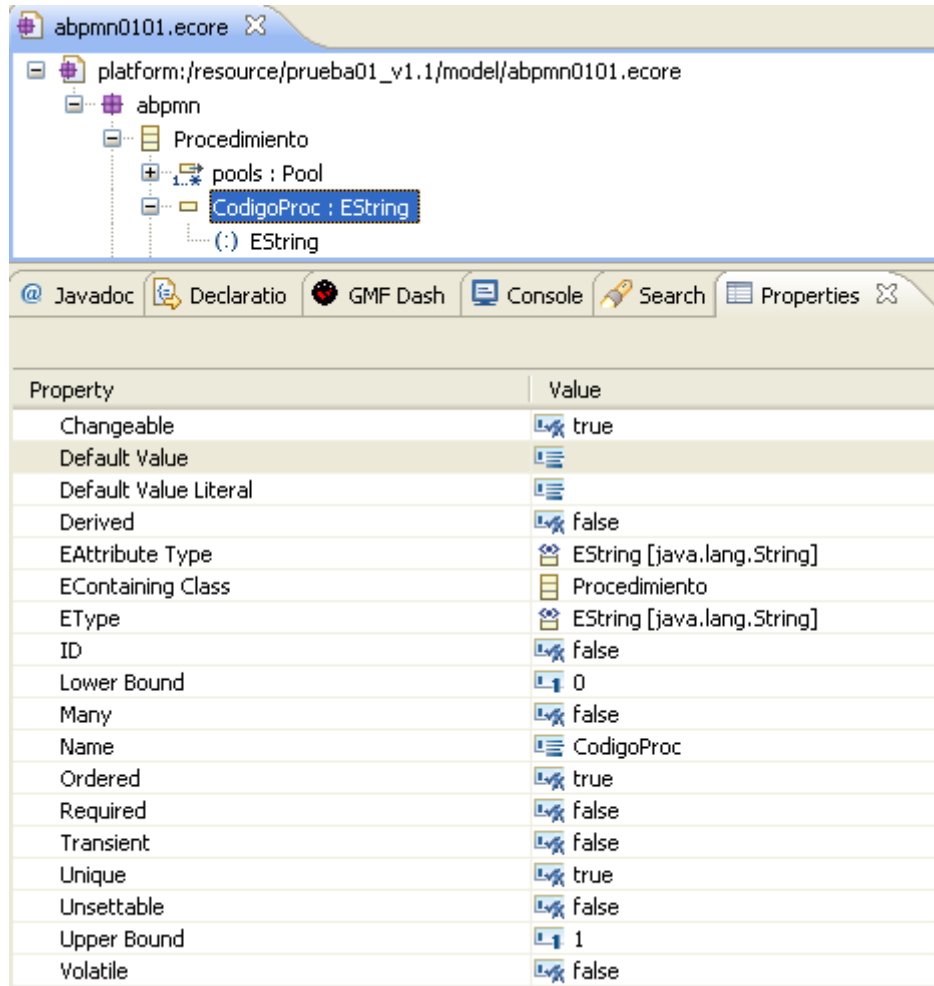 abpmn0101.ecore
platform:/resource/prueba01_v1.1/model/abpmn0101.ecore
abpmn
Procedimiento
1..* pools : Pool
CodigoProc : EString
(:) EString
@ Javadoc Declaratio GMF Dash Console Search Properties
Property Value
Changeable true
Default Value
Default Value Literal
Derived false
EAttribute Type EString [java.lang.String]
EContaining Class Procedimiento
EType EString [java.lang.String]
ID false
Lower Bound 0
Many false
Name CodigoProc
Ordered true
Required false
Transient false
Unique true
Unsettable false
Upper Bound 1
Volatile false